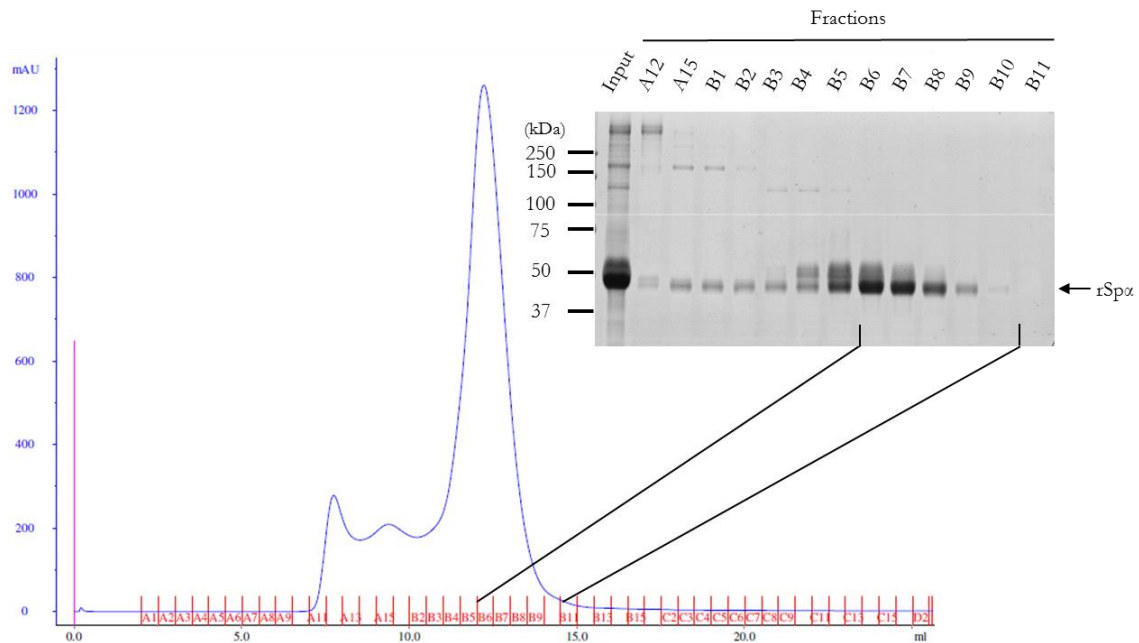 Fractions
Input A12 A15 B1 B2 B3 B4 B5 B6 B7 B8 B9 B10 B11
(kDa)
250
150
100
75
50
37
rSpα
mAU
1200
1000
800
600
400
200
0
A1 A2 A3 A4 A5 A6 A7 A8 A9 A11 A13 A15 B2 B3 B4 B5 B6 B7 B8 B9 B11 B13 B15 C2 C3 C4 C5 C6 C7 C8 C9 C11 C13 C15 D2
0.0 5.0 10.0 15.0 20.0 ml